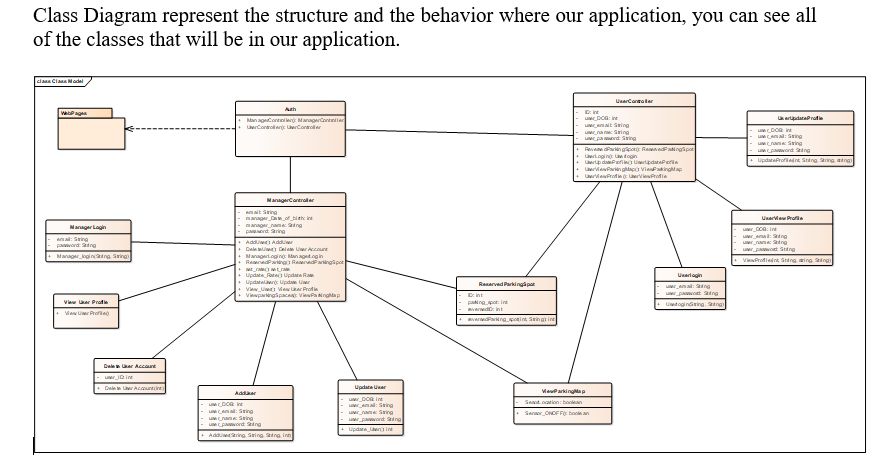 Class Diagram represent the structure and the behavior where our application, you can see all
of the classes that will be in our application.
class Class Model
WebPages
Auth
+ ManagerController(): ManagerController
+ UserController(): UserController
UserController
- ID: int
- user_DOB: int
- user_email: String
- user_name: String
- user_password: String
+ ReversedParkingSpot(): ReservedParkingSpot
+ UserLogin(): Userlogin
+ UserUpdateProfile(): UserUpdateProfile
+ UserViewParkingMap(): ViewParkingMap
+ UserViewProfile(): UserViewProfile
UserUpdateProfile
- user_DOB: int
- user_email: String
- user_name: String
- user_password: String
+ UpdateProfile(int, String, String, string)
ManagerController
- email: String
- manager_Date_of_birth: int
- manager_name: String
- password: String
+ AddUser() AddUser
+ DeleteUser() Delete User Account
+ ManagerLogin(): ManagerLogin
+ ReservedParking() ReservedParkingSpot
+ set_rate() set_rate
+ Update_Rate() Update Rate
+ UpdateUser(): Update User
+ View_User() View User Profile
+ ViewparkingSpaces(): ViewParkingMap
Manager Login
- email: String
- password: String
+ Manager_login(String, String)
UserView Profile
- user_DOB: int
- user_email: String
- user_name: String
- user_password: String
+ ViewProfile(int, String, string, String)
View User Profile
+ View User Profile()
Reserved ParkingSpot
- ID: int
- parking_spot: int
- reversedID: int
+ reversedParking_spot(int, String) int
Userlogin
- user_email: String
- user_password: String
+ Userlogin(String, String)
Delete User Account
- user_ID int
+ Delete User Account(int)
AddUser
- user_DOB: int
- user_email: String
- user_name: String
- user_password: String
+ AddUser(String, String, String, int)
Update User
- user_DOB: int
- user_email: String
- user_name: String
- user_password: String
+ Update_User() int
ViewParkingMap
- SensorLocation: boolean
+ Sensor_ONOFF(): boolean